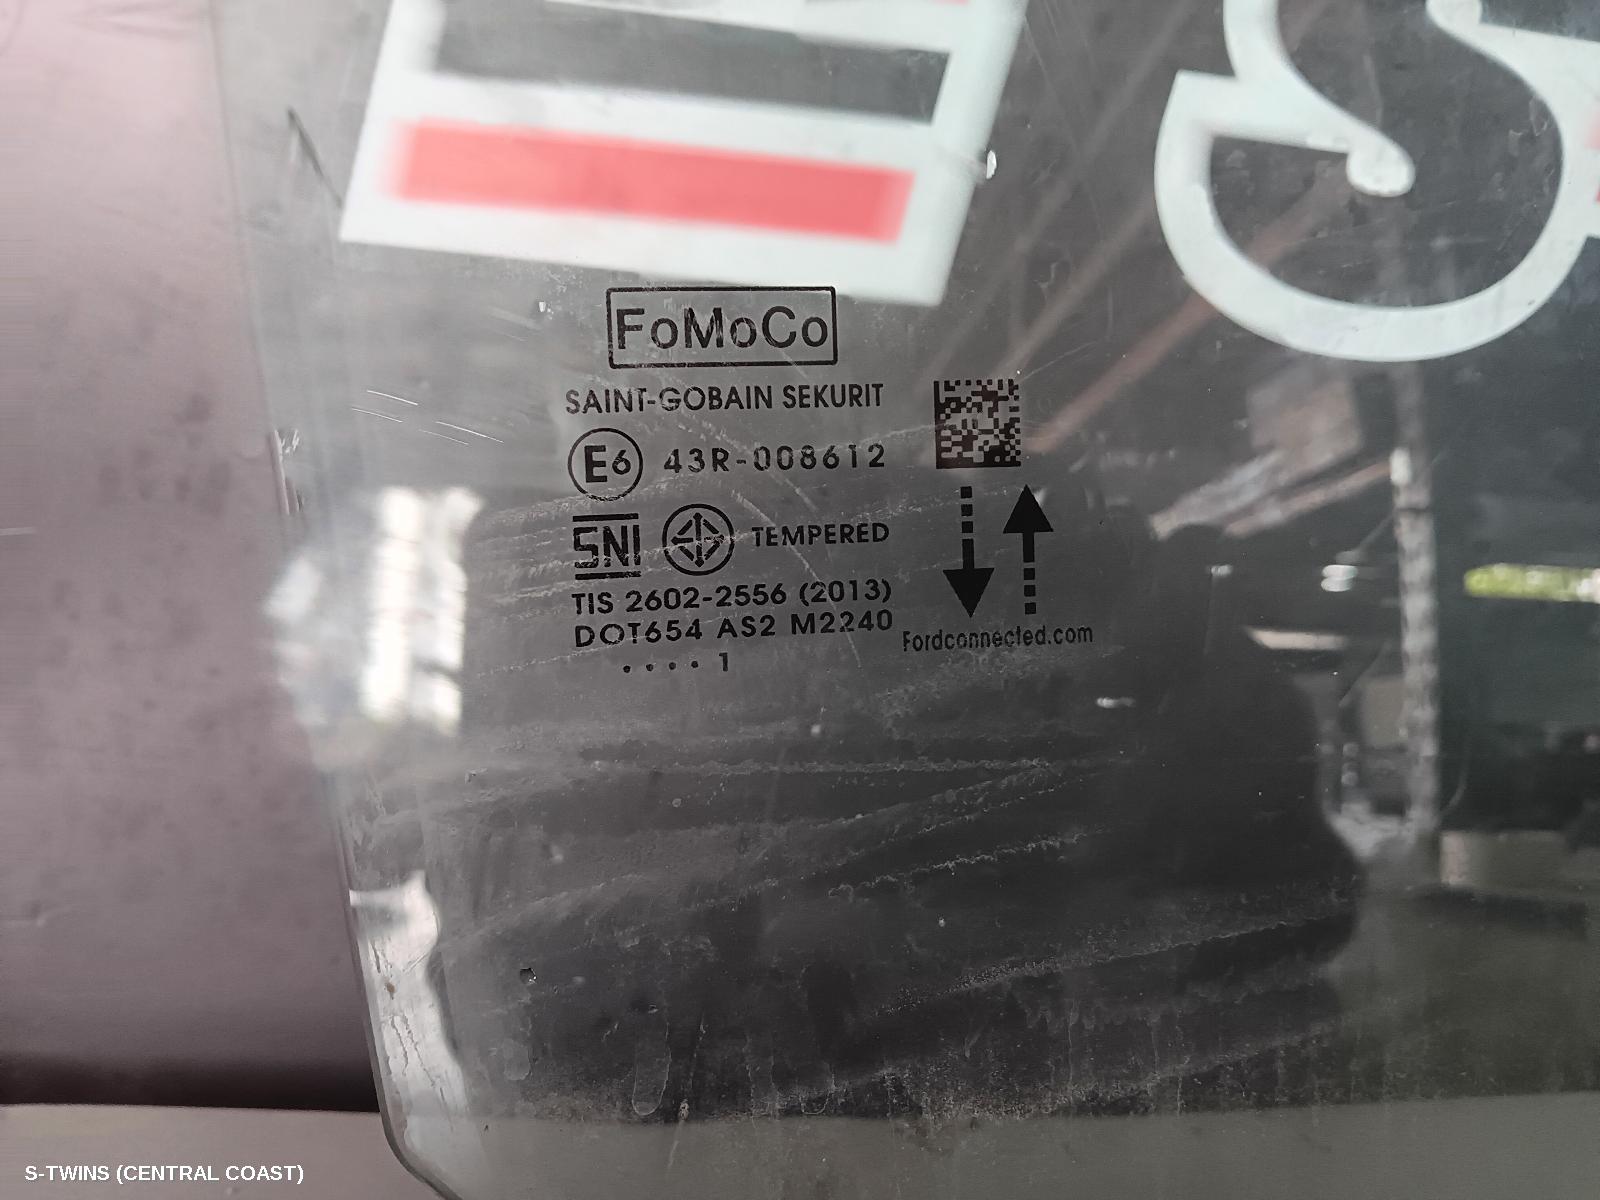 FoMoCo
SAINT-GOBAIN SEKURIT
E6 43R-008612
SNI TEMPERED
TIS 2602-2556 (2013)
DOT654 AS2 M2240
Fordconnected.com
....1
S-TWINS (CENTRAL COAST)